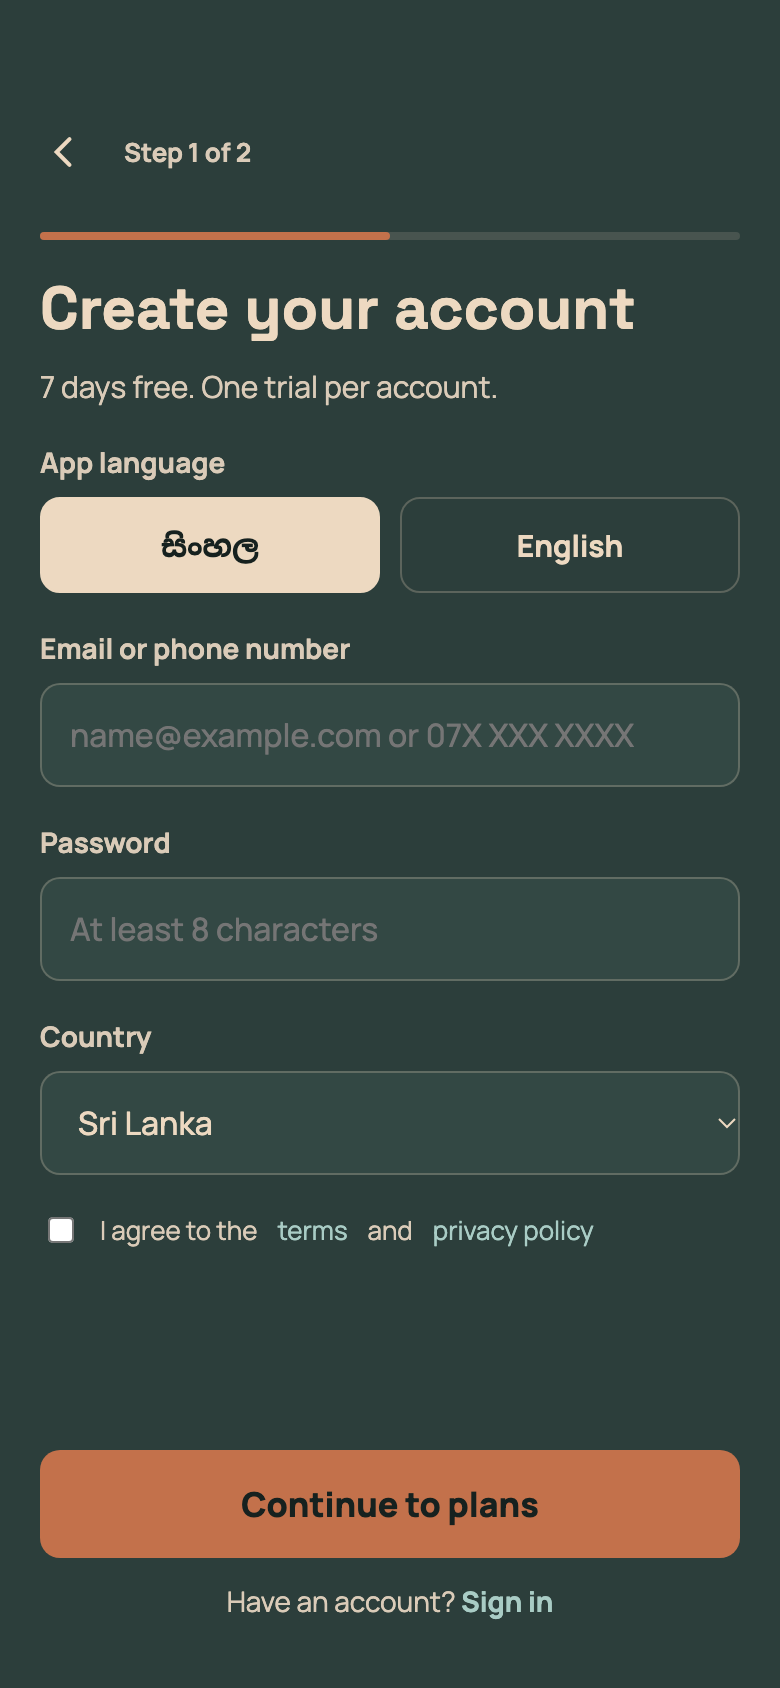 Step 1 of 2
Create your account
7 days free. One trial per account.
App language
සිංහල
English
Email or phone number
name@example.com or 07X XXX XXXX
Password
At least 8 characters
Country
Sri Lanka
I agree to the terms and privacy policy
Continue to plans
Have an account? Sign in